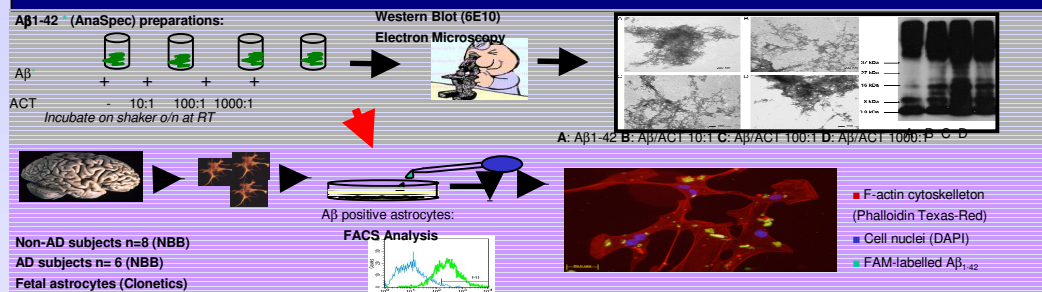 Aβ1-42 * (AnaSpec) preparations:
Aβ*
+ + + +
ACT - 10:1 100:1 1000:1
Incubate on shaker o/n at RT
Western Blot (6E10)
Electron Microscopy
A
B
D
37 kDa
27 kDa
15 kDa
8 kDa
A B C D
A: Aβ1-42 B: Aβ/ACT 10:1 C: Aβ/ACT 100:1 D: Aβ/ACT 1000:1
Non-AD subjects n=8 (NBB)
AD subjects n= 6 (NBB)
Fetal astrocytes (Clonetics)
Aβ positive astrocytes:
FACS Analysis
F-actin cytoskelleton
(Phalloidin Texas-Red)
Cell nuclei (DAPI)
FAM-labelled Aβ1-42